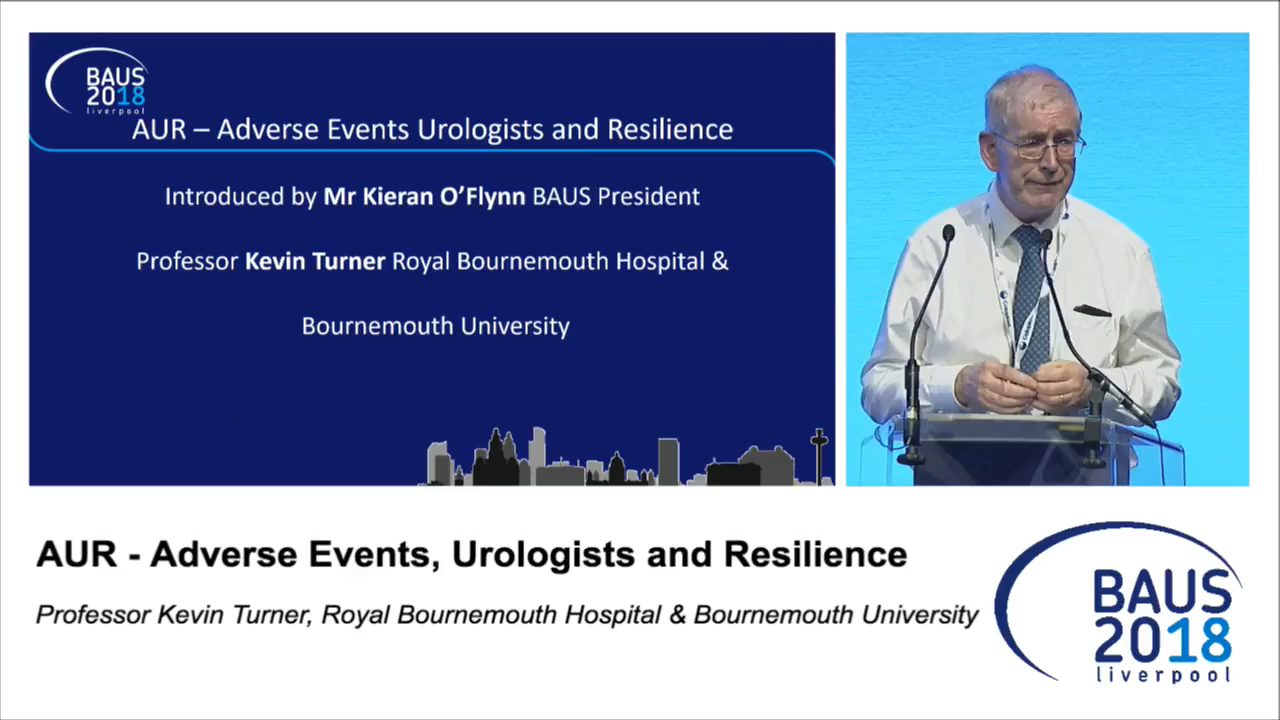 BAUS
2018
liverpool
AUR – Adverse Events Urologists and Resilience
Introduced by Mr Kieran O’Flynn BAUS President
Professor Kevin Turner Royal Bournemouth Hospital &
Bournemouth University
AUR - Adverse Events, Urologists and Resilience
Professor Kevin Turner, Royal Bournemouth Hospital & Bournemouth University
BAUS
2018
liverpool